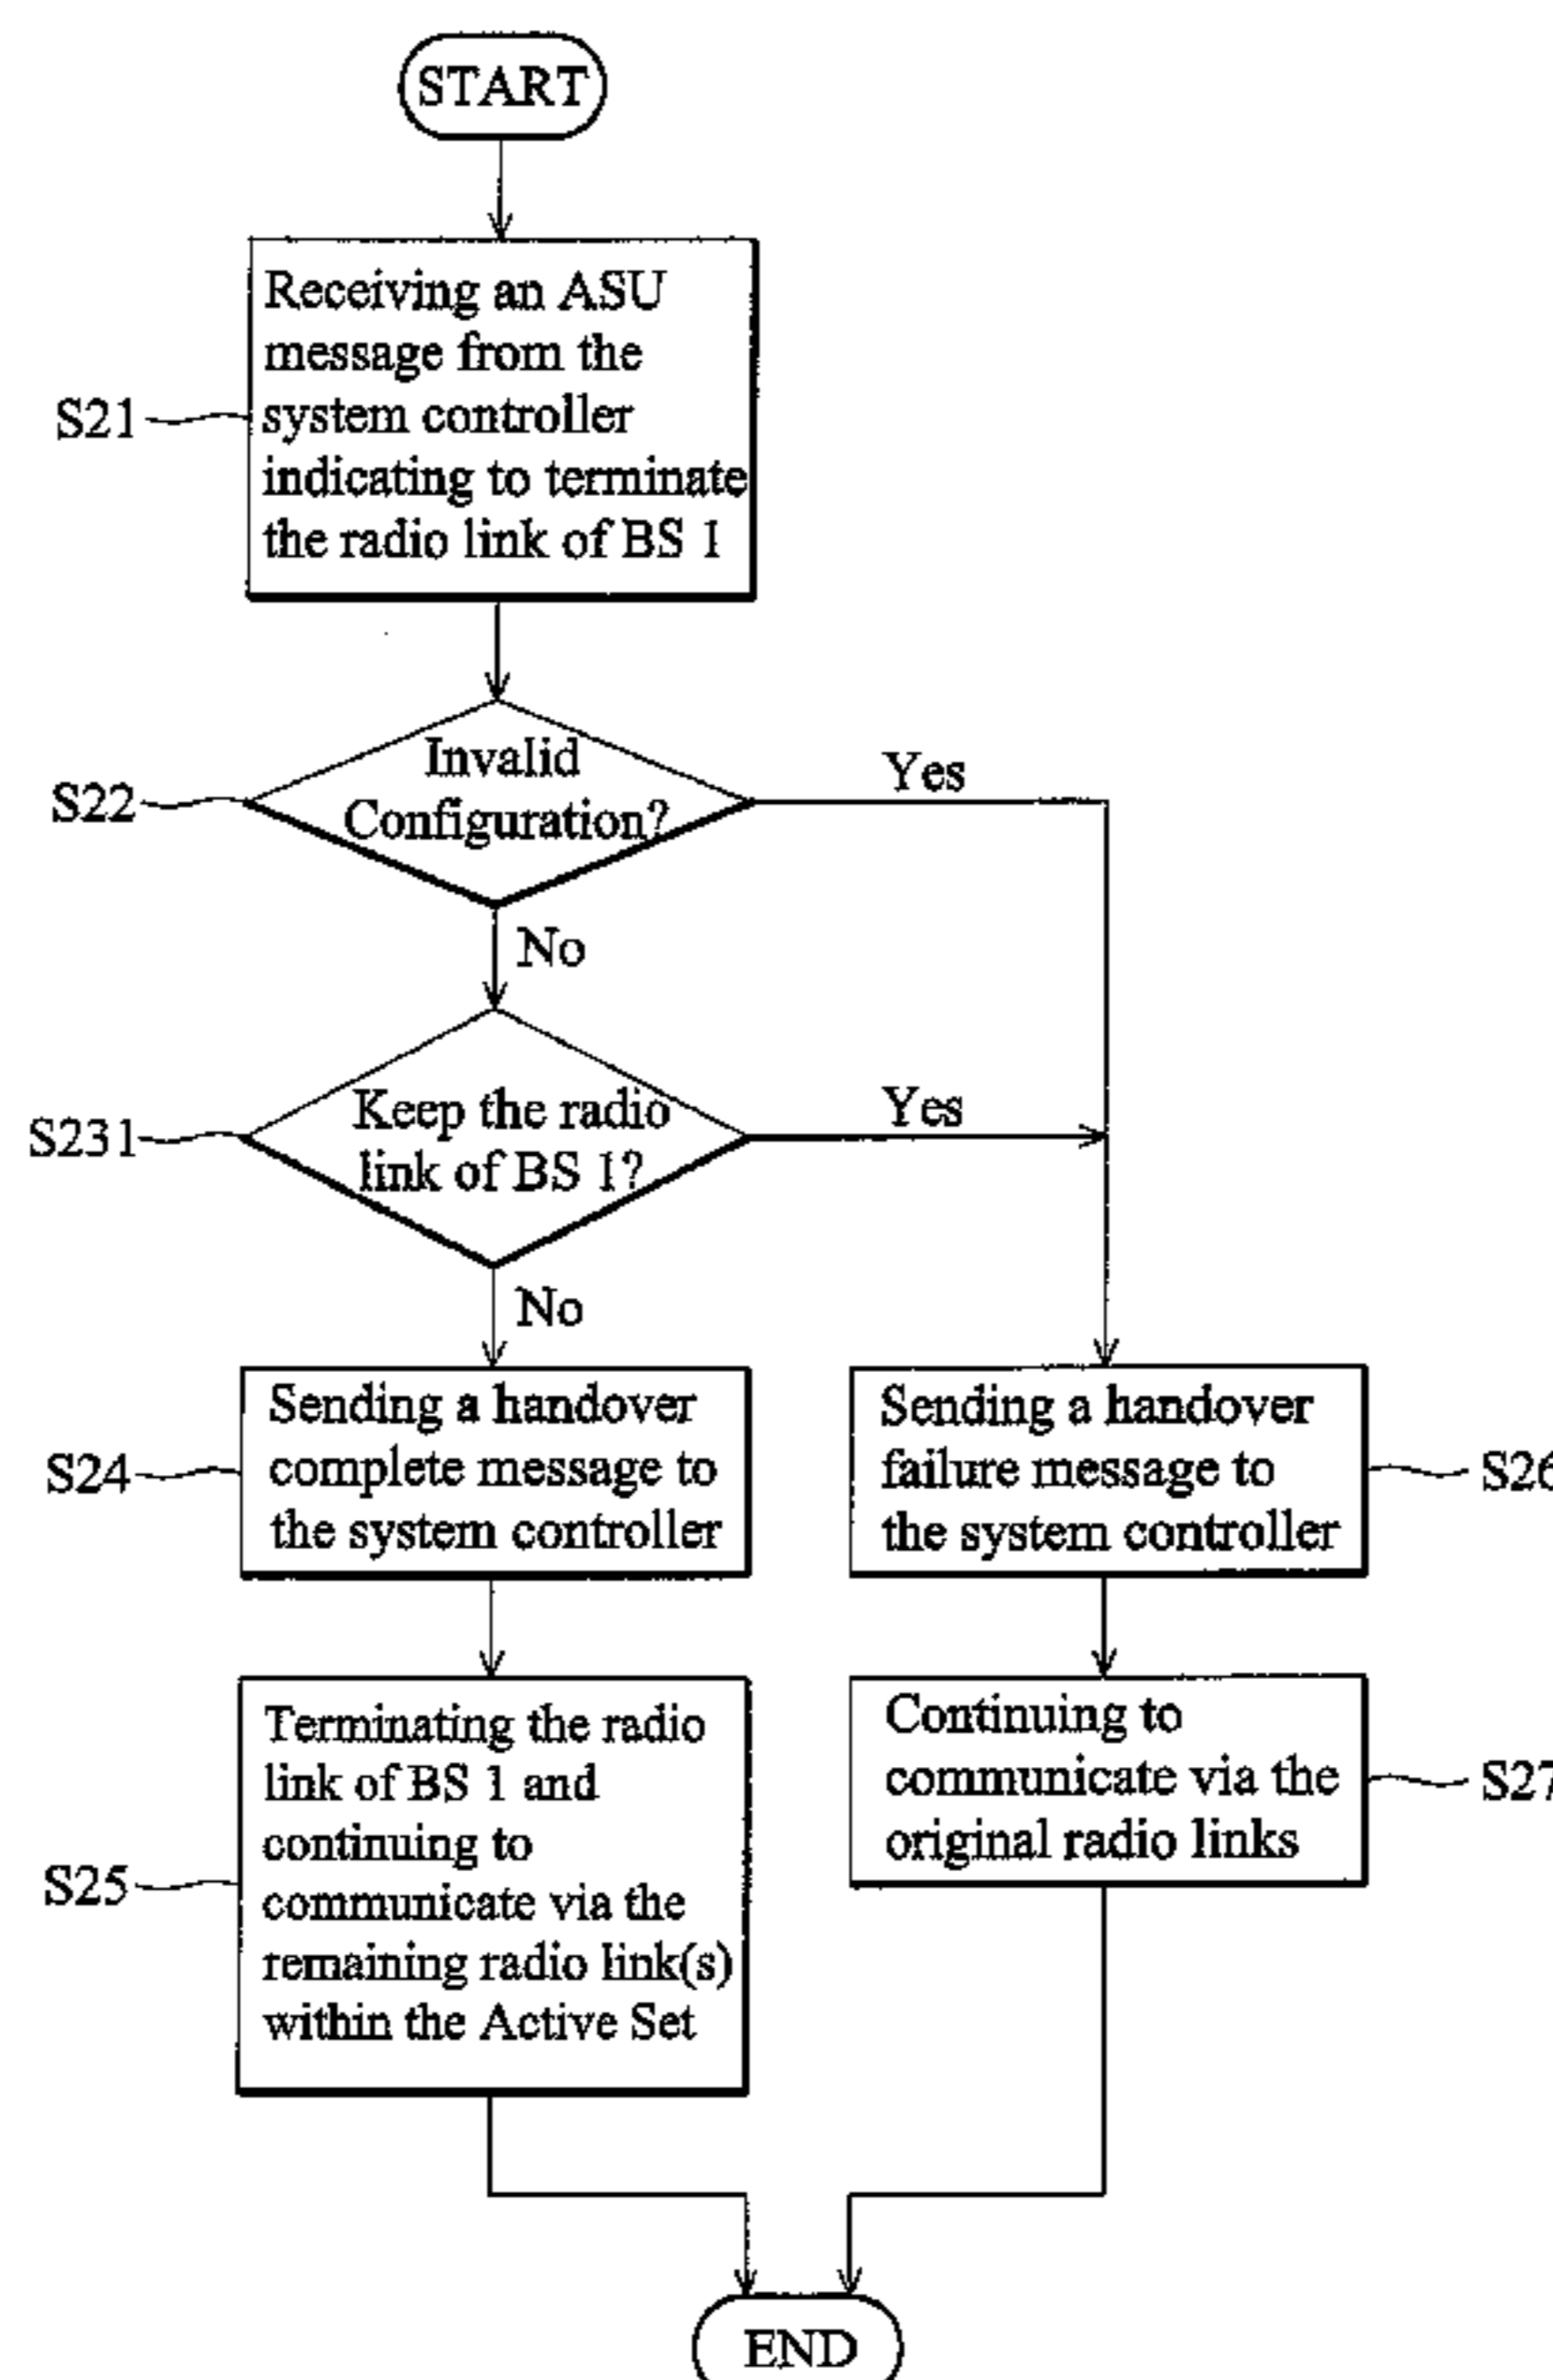 START
Receiving an ASU
message from the
system controller
indicating to terminate
the radio link of BS 1
S21
Invalid
Configuration?
S22
Yes
No
Keep the radio
link of BS 1?
S231
Yes
No
Sending a handover
complete message to
the system controller
S24
Sending a handover
failure message to
the system controller
S26
Terminating the radio
link of BS 1 and
continuing to
communicate via the
remaining radio link(s)
within the Active Set
S25
Continuing to
communicate via the
original radio links
S27
END